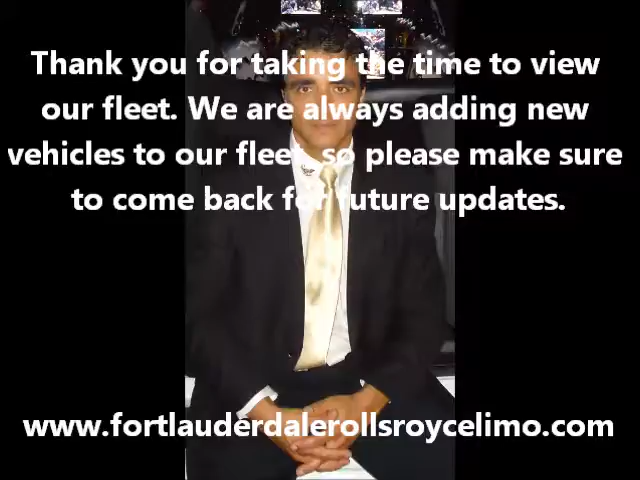 Thank you for taking the time to view
our fleet. We are always adding new
vehicles to our fleet, so please make sure
to come back for future updates.
www.fortlauderdalerollsroycelimo.com